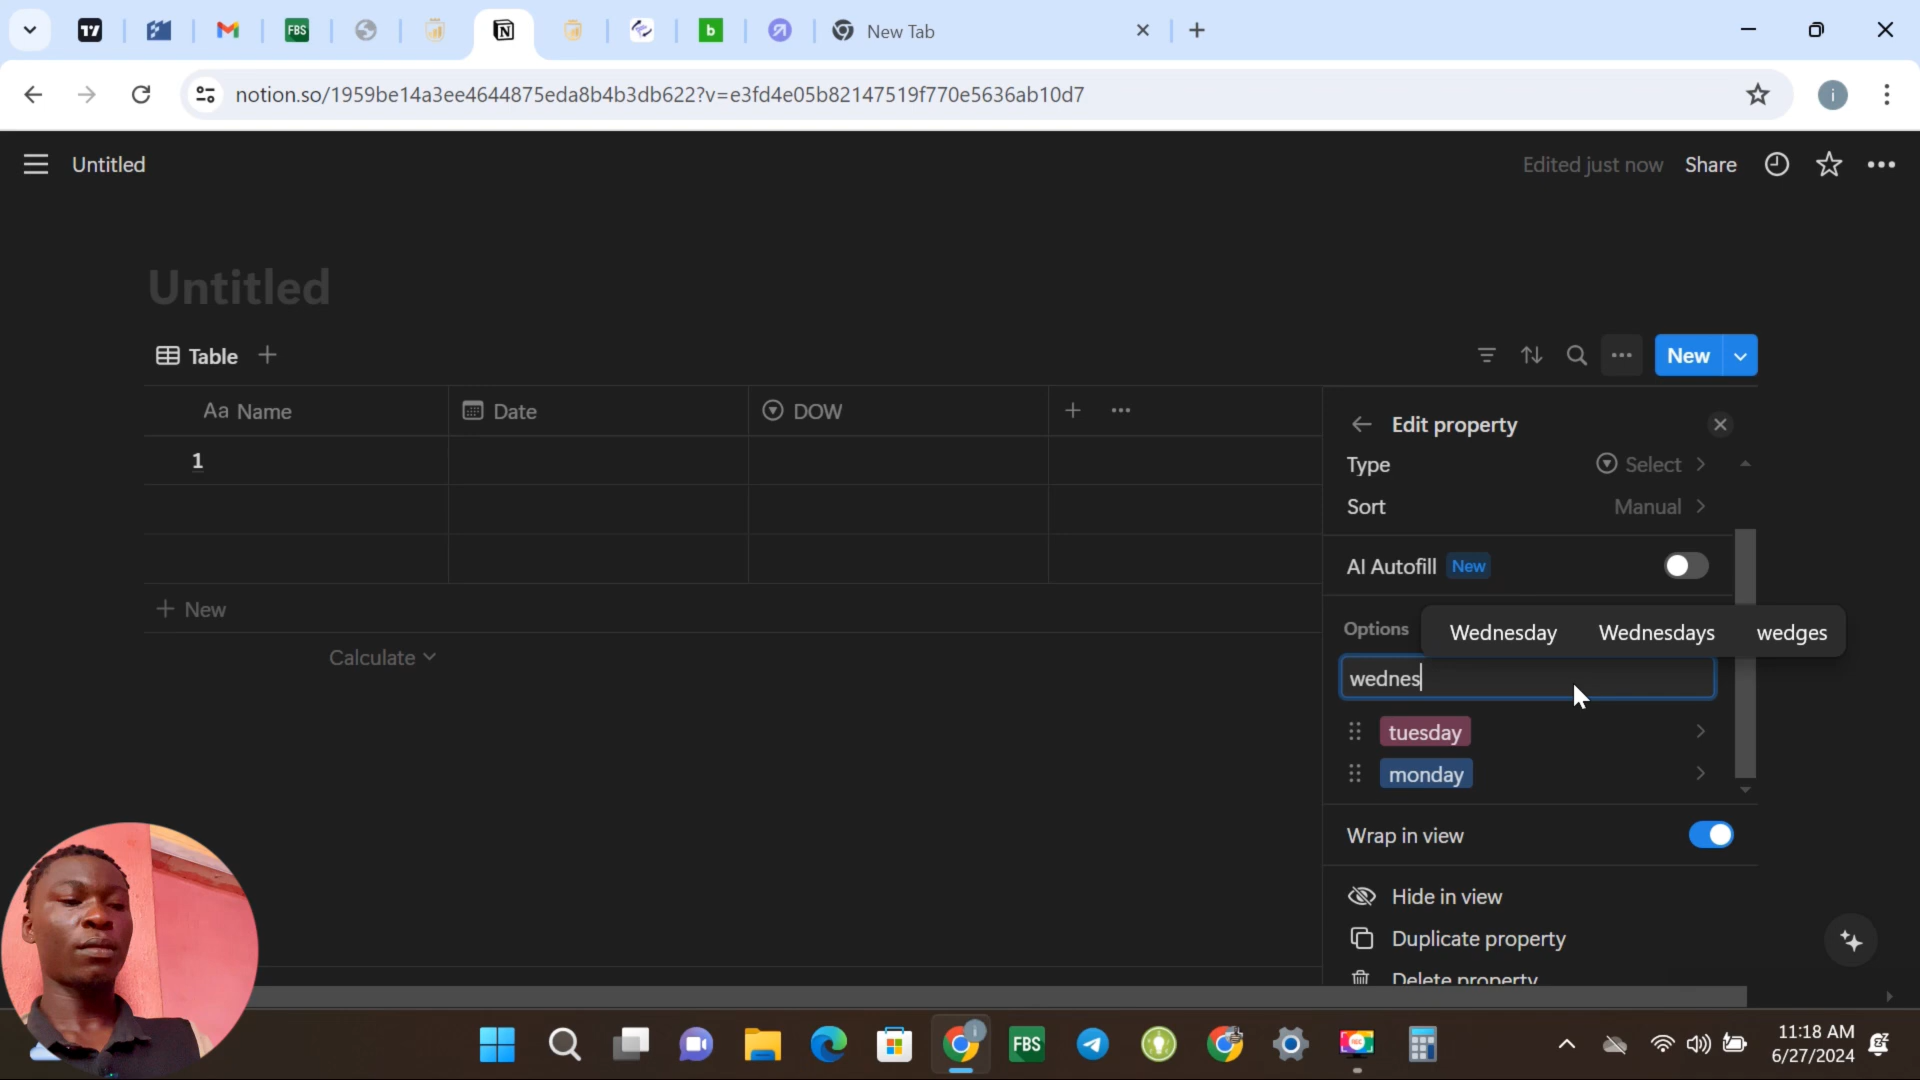 FBS
New Tab
notion.so/1959be14a3ee4644875eda8b4b3db622?v=e3fd4e05b82147519f770e5636ab10d7
i
Untitled
Edited just now
Share
Untitled
Table
New
Aa Name
Date
DOW
1
New
Calculate
Edit property
Type
Select
Sort
Manual
AI Autofill
New
Options
Wednesday
Wednesdays
wedges
wednes
tuesday
monday
Wrap in view
Hide in view
Duplicate property
Delete property
FBS
11:18 AM
6/27/2024